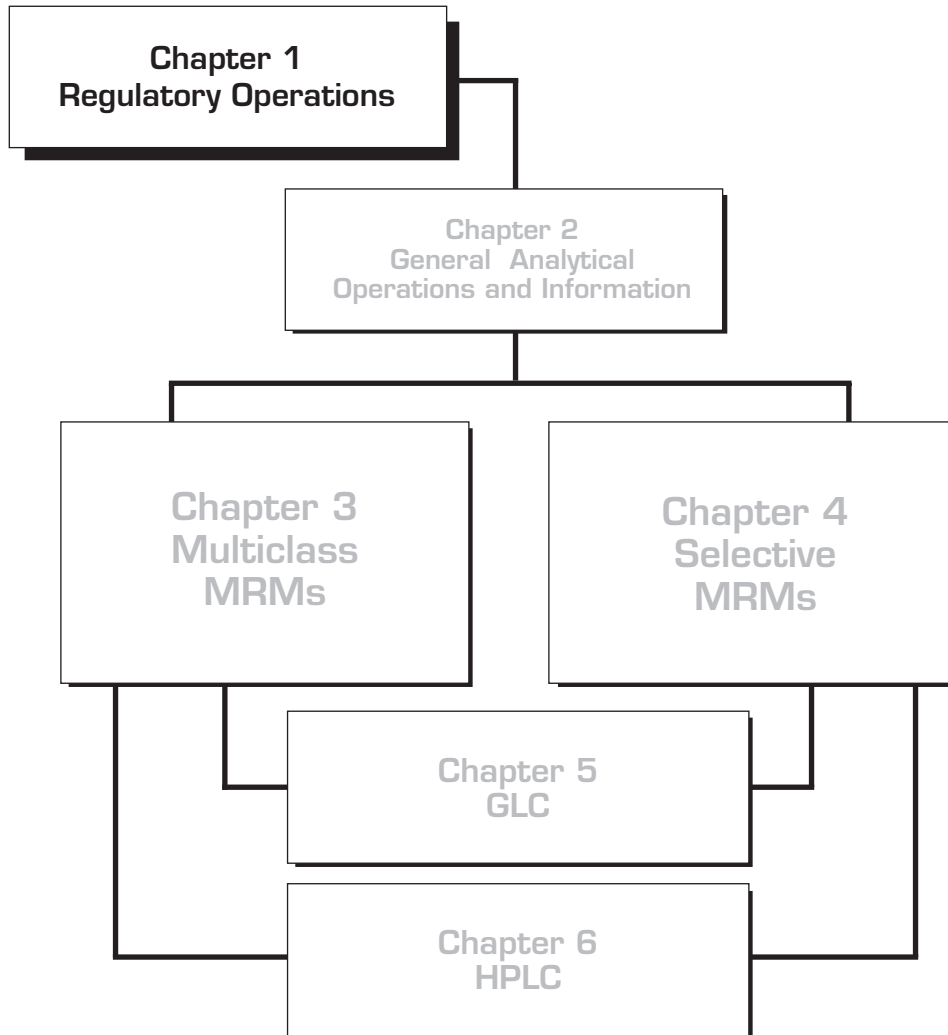 Chapter 1
Regulatory Operations
Chapter 2
General Analytical
Operations and Information
Chapter 3
Multiclass
MRMs
Chapter 4
Selective
MRMs
Chapter 5
GLC
Chapter 6
HPLC